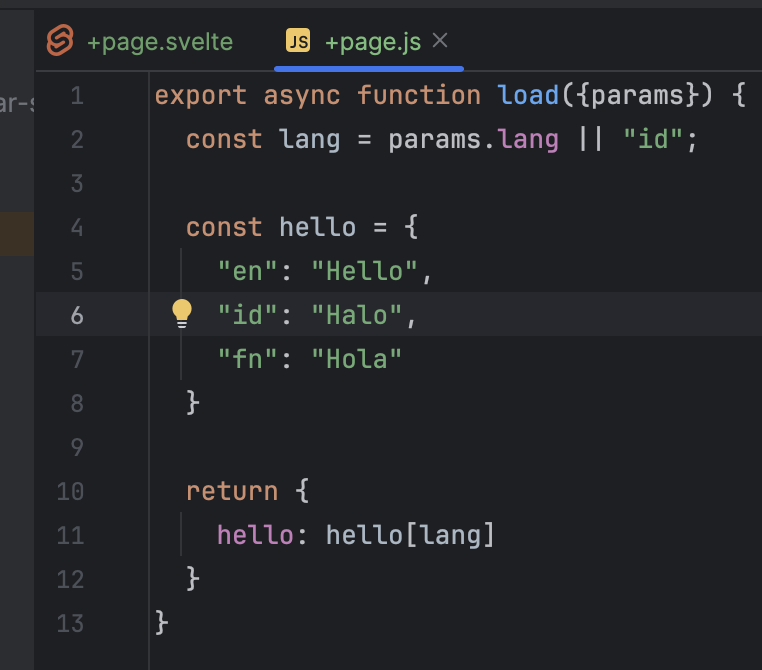 +page.svelte JS +page.js ×
ar-s
1 export async function load({params}) {
2   const lang = params.lang || "id";
3
4   const hello = {
5     "en": "Hello",
6     "id": "Halo",
7     "fn": "Hola"
8   }
9
10   return {
11     hello: hello[lang]
12   }
13 }